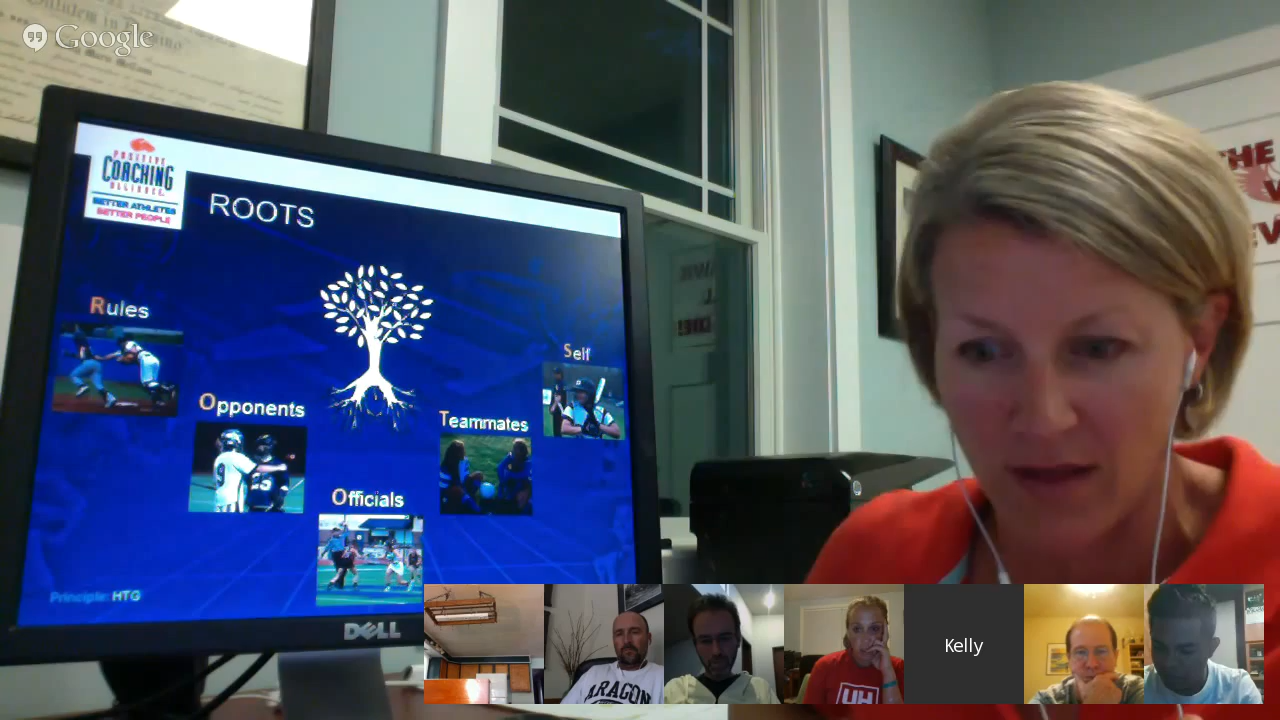 Google
POSITIVE
COACHING
ALLIANCE
BETTER ATHLETES
BETTER PEOPLE
ROOTS
Rules
Self
Opponents
Teammates
Officials
Principle: HTG
DELL
THE
ARAGON
UH
Kelly